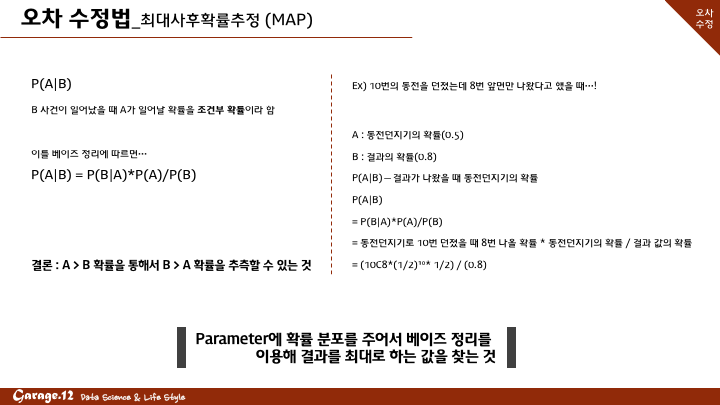 오차 수정법_최대사후확률추정 (MAP)
오사
수정
P(A|B)
B 사건이 일어났을 때 A가 일어날 확률을 조건부 확률이라 함
이틀 베이즈 정리에 따르면…
P(A|B) = P(B|A)*P(A)/P(B)
결론 : A > B 확률을 통해서 B > A 확률을 추측할 수 있는 것
Ex) 10번의 동전을 던졌는데 8번 앞면만 나왔다고 했을 때…!
A : 동전던지기의 확률(0.5)
B : 결과의 확률(0.8)
P(A|B) – 결과가 나왔을 때 동전던지기의 확률
P(A|B)
= P(B|A)*P(A)/P(B)
= 동전던지기로 10번 던졌을 때 8번 나올 확률 * 동전던지기의 확률 / 결과 값의 확률
= (10C8*(1/2)¹⁰* 1/2) / (0.8)
Parameter에 확률 분포를 주어서 베이즈 정리를
이용해 결과를 최대로 하는 값을 찾는 것
Garage.12 Data Science & Life Style